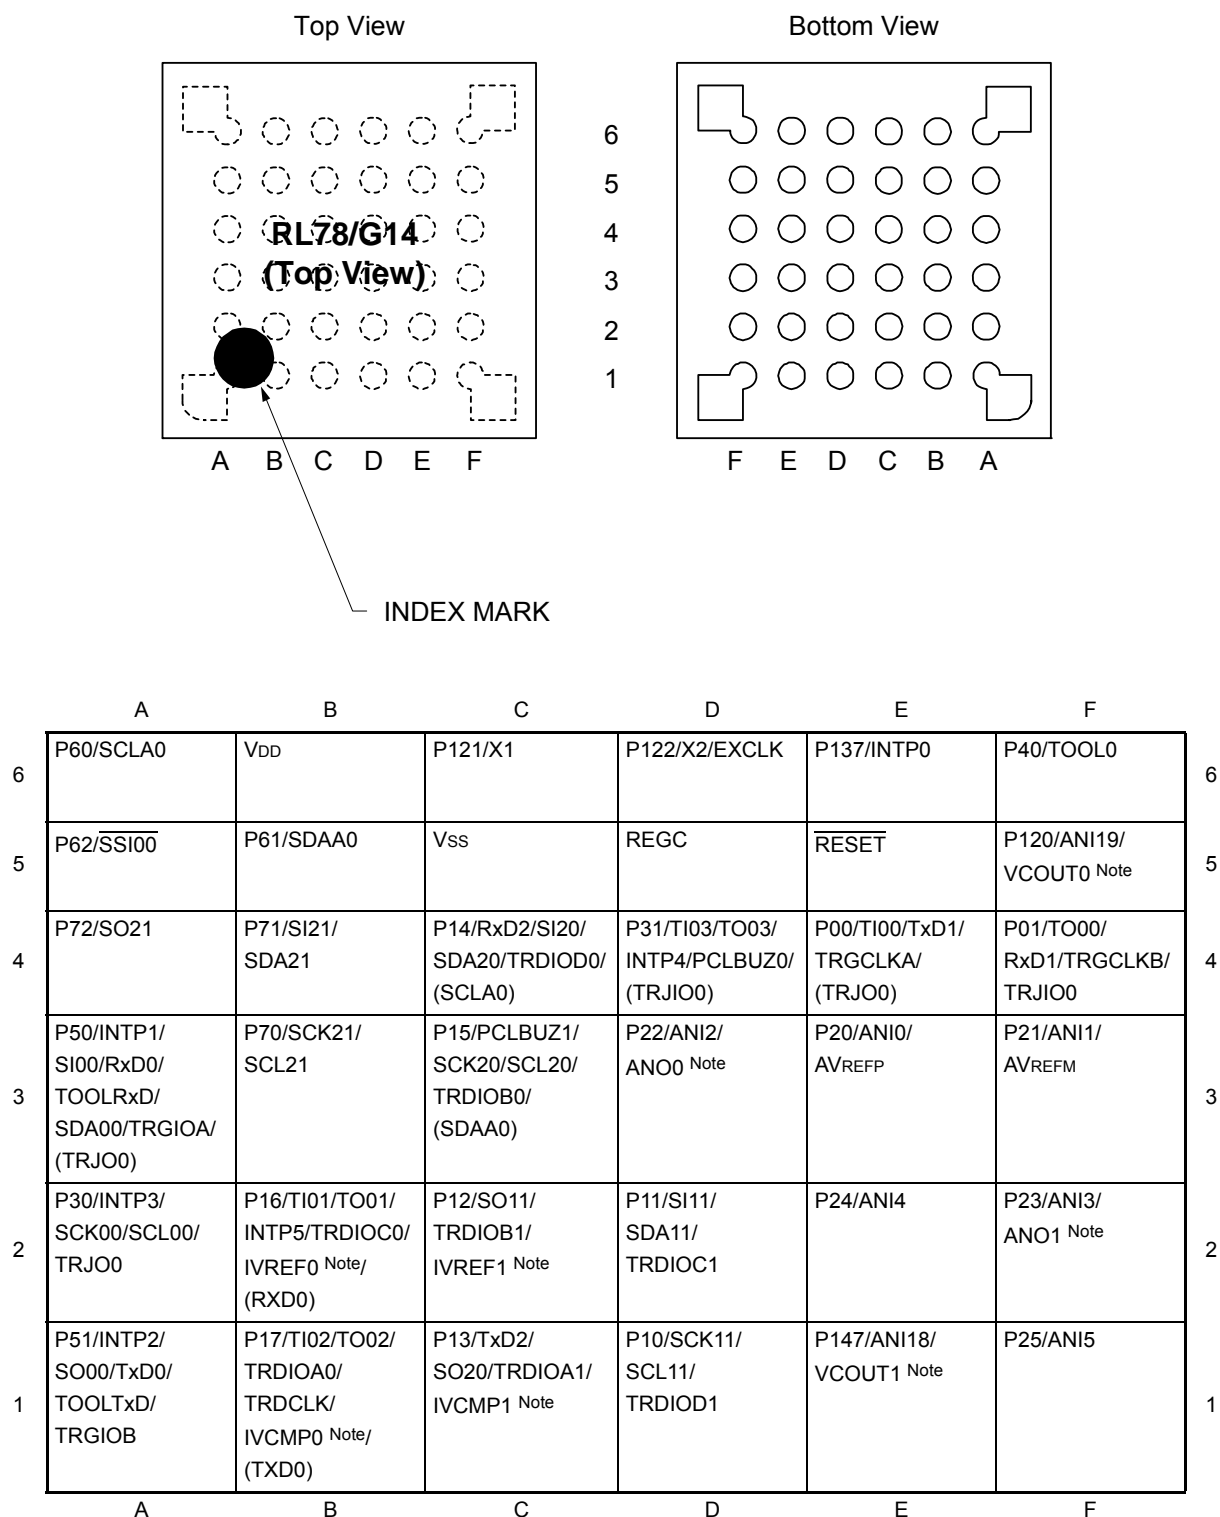 Top View
Bottom View
RL78/G14
(Top View)
6
5
4
3
2
1
A B C D E F
F E D C B A
INDEX MARK
A B C D E F
6
P60/SCLA0
VDD
P121/X1
P122/X2/EXCLK
P137/INTP0
P40/TOOL0
6
5
P62/SSI00
P61/SDAA0
VSS
REGC
RESET
P120/ANI19/
VCOUT0 Note
5
4
P72/SO21
P71/SI21/
SDA21
P14/RxD2/SI20/
SDA20/TRDIOD0/
(SCLA0)
P31/TI03/TO03/
INTP4/PCLBUZ0/
(TRJIO0)
P00/TI00/TxD1/
TRGCLKA/
(TRJO0)
P01/TO00/
RxD1/TRGCLKB/
TRJIO0
4
3
P50/INTP1/
SI00/RxD0/
TOOLRxD/
SDA00/TRGIOA/
(TRJO0)
P70/SCK21/
SCL21
P15/PCLBUZ1/
SCK20/SCL20/
TRDIOB0/
(SDAA0)
P22/ANI2/
ANO0 Note
P20/ANI0/
AVREFP
P21/ANI1/
AVREFM
3
2
P30/INTP3/
SCK00/SCL00/
TRJO0
P16/TI01/TO01/
INTP5/TRDIOC0/
IVREF0 Note/
(RXD0)
P12/SO11/
TRDIOB1/
IVREF1 Note
P11/SI11/
SDA11/
TRDIOC1
P24/ANI4
P23/ANI3/
ANO1 Note
2
1
P51/INTP2/
SO00/TxD0/
TOOLTxD/
TRGIOB
P17/TI02/TO02/
TRDIOA0/
TRDCLK/
IVCMP0 Note/
(TXD0)
P13/TxD2/
SO20/TRDIOA1/
IVCMP1 Note
P10/SCK11/
SCL11/
TRDIOD1
P147/ANI18/
VCOUT1 Note
P25/ANI5
1
A B C D E F